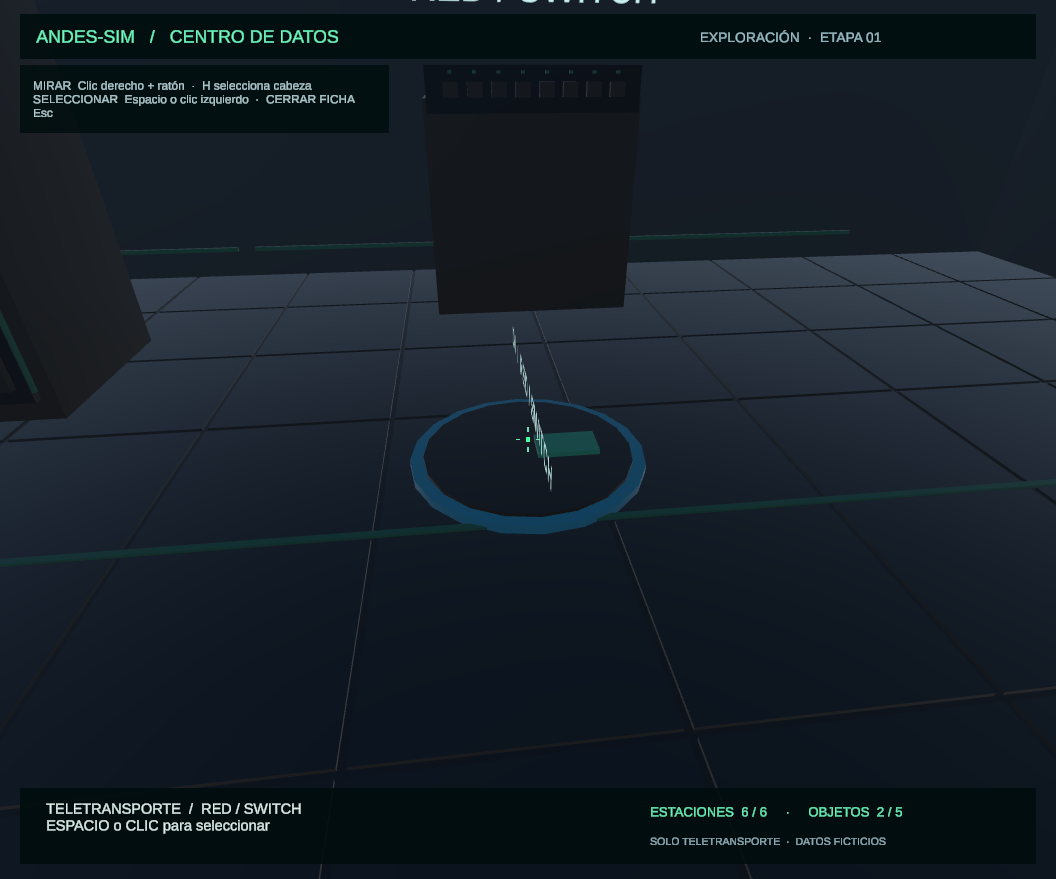 RED / SWITCH
ANDES-SIM / CENTRO DE DATOS
EXPLORACIÓN · ETAPA 01
MIRAR Clic derecho + ratón · H selecciona cabeza
SELECCIONAR Espacio o clic izquierdo · CERRAR FICHA
Esc
TELETRANSPORTE / RED / SWITCH
ESPACIO o CLIC para seleccionar
ESTACIONES 6 / 6 · OBJETOS 2 / 5
SOLO TELETRANSPORTE · DATOS FICTICIOS